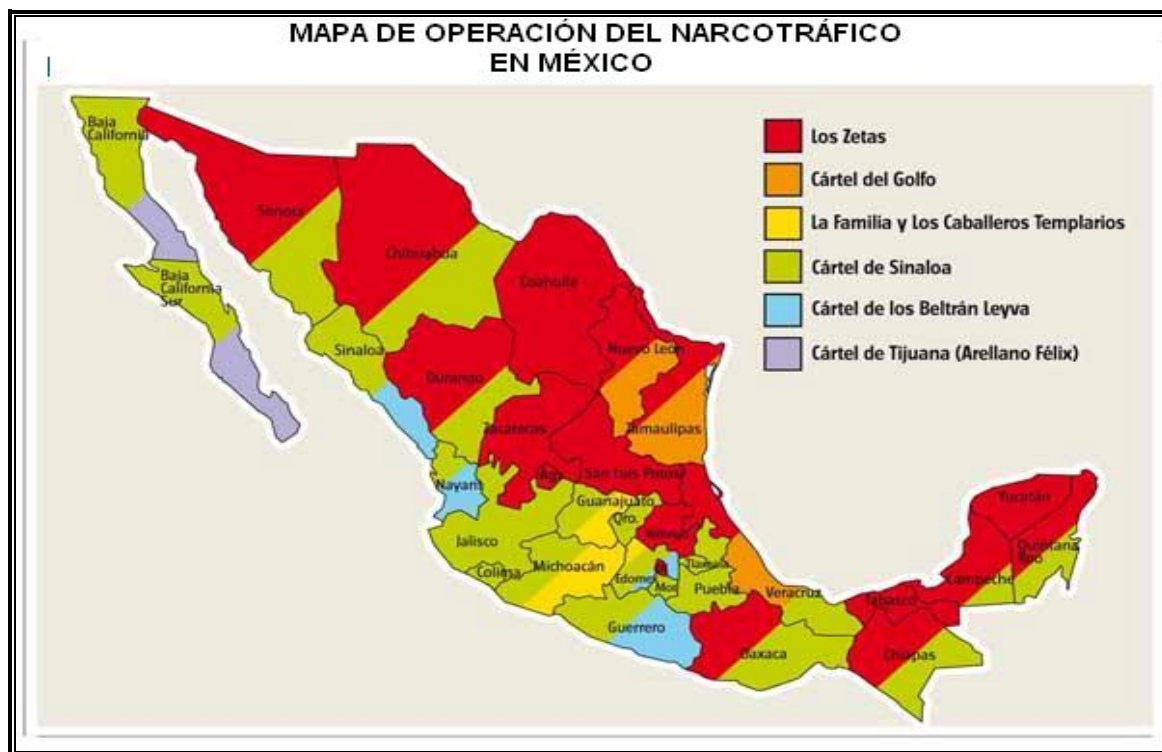 MAPA DE OPERACIÓN DEL NARCOTRÁFICO
EN MÉXICO
Baja
California
Sonora
Chihuahua
Coahuila
Baja
California
Sur
Sinaloa
Durango
Nuevo León
Tamaulipas
Zacatecas
San Luis Potosí
Ags
Nayarit
Guanajuato
Qro.
Hidalgo
Jalisco
Colima
Michoacán
Edomex
Mor
Tlaxcala
Puebla
Veracruz
Guerrero
Oaxaca
Chiapas
Tabasco
Campeche
Yucatán
Quintana
Roo
Los Zetas
Cártel del Golfo
La Familia y Los Caballeros Templarios
Cártel de Sinaloa
Cártel de los Beltrán Leyva
Cártel de Tijuana (Arellano Félix)